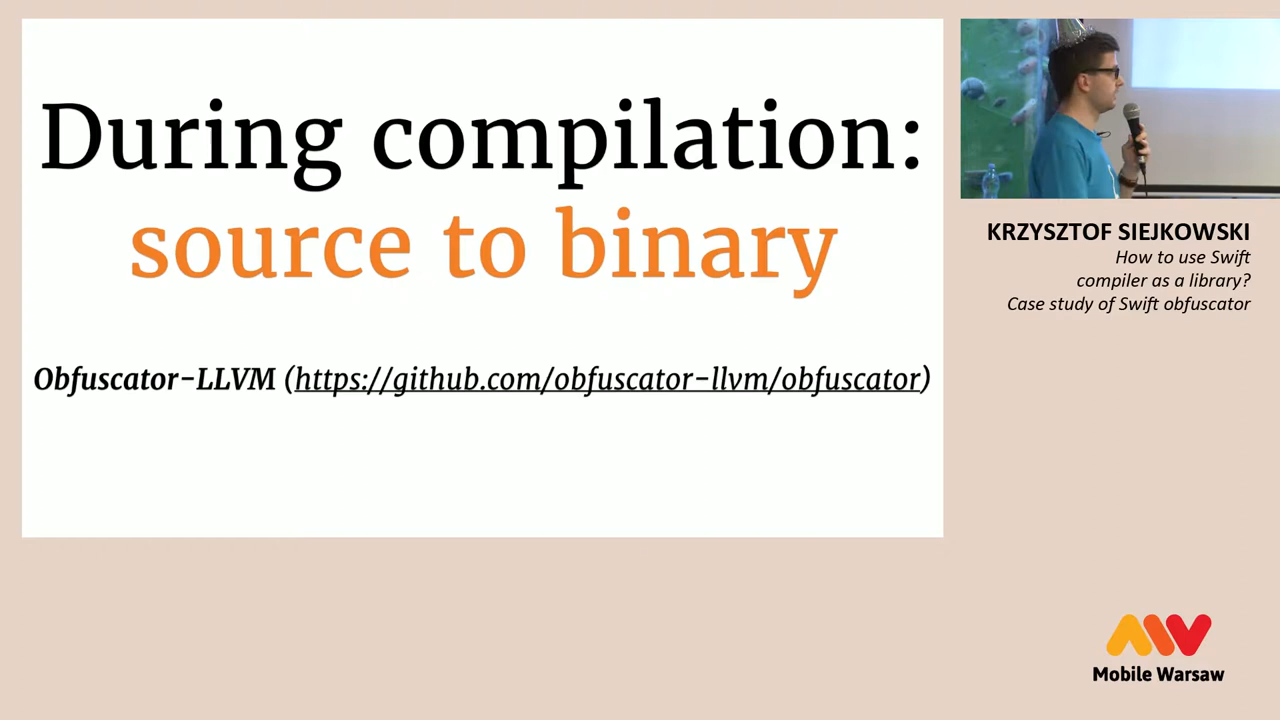 During compilation:
source to binary
Obfuscator-LLVM (https://github.com/obfuscator-llvm/obfuscator)
KRZYSZTOF SIEJKOWSKI
How to use Swift
compiler as a library?
Case study of Swift obfuscator
Mobile Warsaw